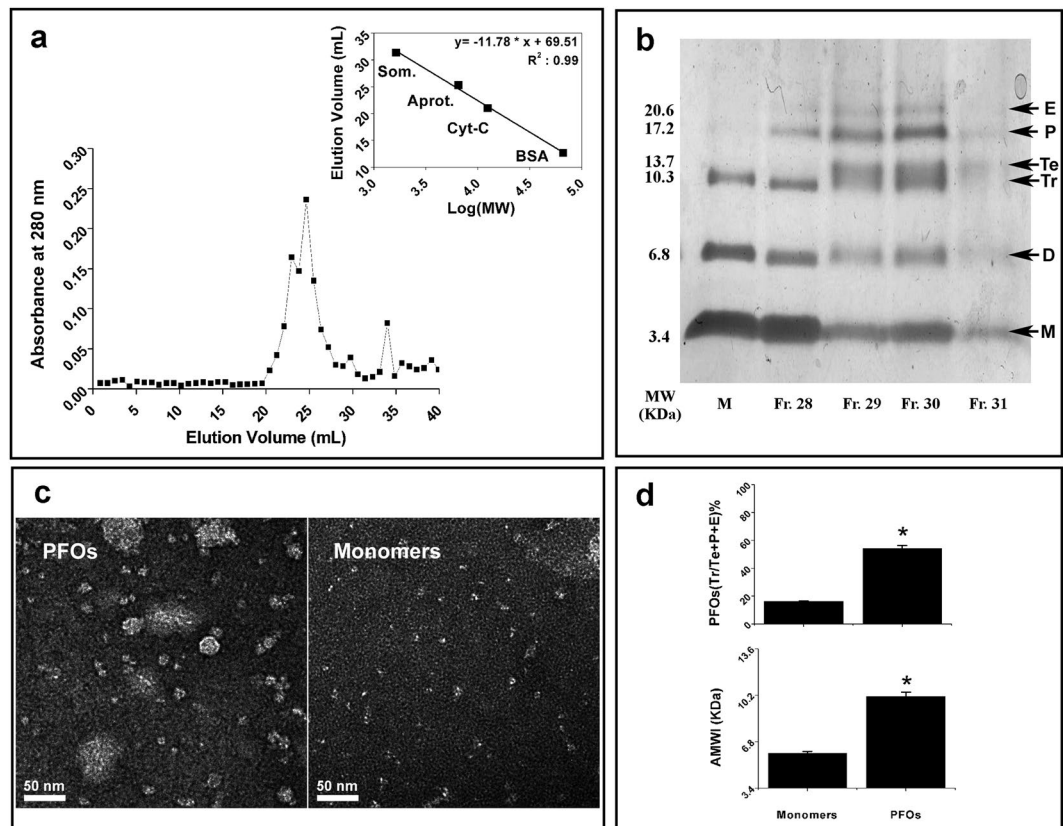 a
y= -11.78 * x + 69.51
R2 : 0.99
Elution Volume (mL)
35
30
25
20
15
10
Som.
Aprot.
Cyt-C
BSA
3.0
3.5
4.0
4.5
5.0
Log(MW)
Absorbance at 280 nm
0.30
0.25
0.20
0.15
0.10
0.05
0.00
0
5
10
15
20
25
30
35
40
Elution Volume (mL)
b
20.6
17.2
13.7
10.3
6.8
3.4
E
P
Te
Tr
D
M
MW
(KDa)
M
Fr. 28
Fr. 29
Fr. 30
Fr. 31
c
PFOs
Monomers
50 nm
50 nm
d
PFOs(Tr/Te+P+E)%
100
80
60
40
20
0
*
AMWI (KDa)
13.6
10.2
6.8
3.4
*
Monomers
PFOs